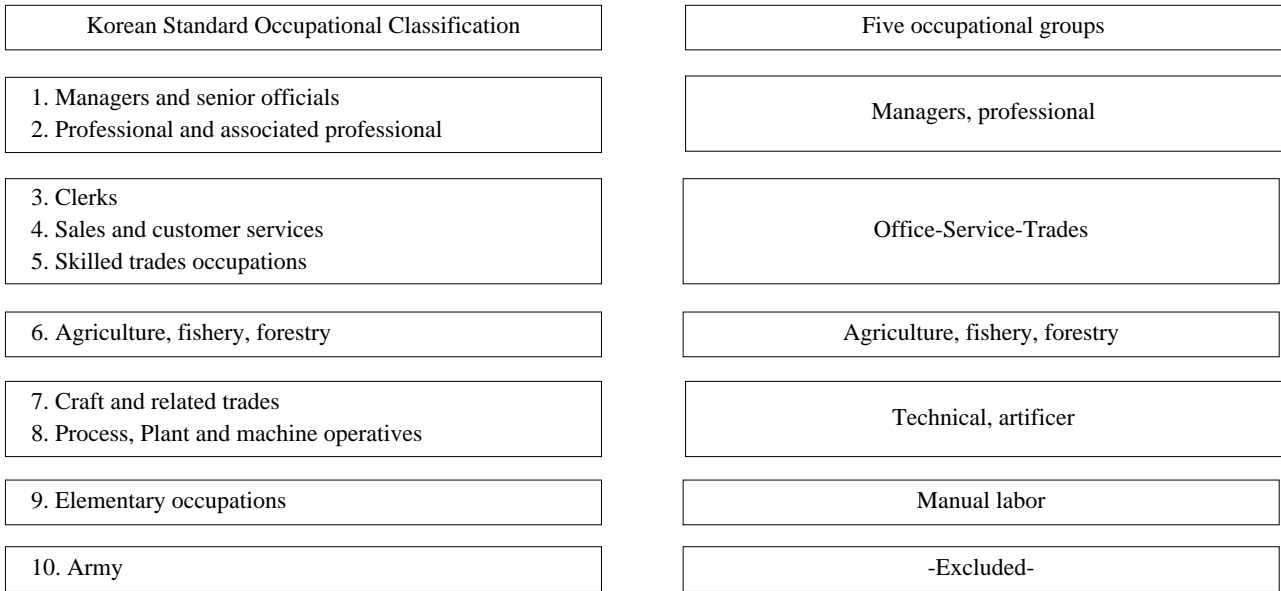 Korean Standard Occupational Classification
Five occupational groups
1. Managers and senior officials
2. Professional and associated professional
Managers, professional
3. Clerks
4. Sales and customer services
5. Skilled trades occupations
Office-Service-Trades
6. Agriculture, fishery, forestry
Agriculture, fishery, forestry
7. Craft and related trades
8. Process, Plant and machine operatives
Technical, artificer
9. Elementary occupations
Manual labor
10. Army
-Excluded-